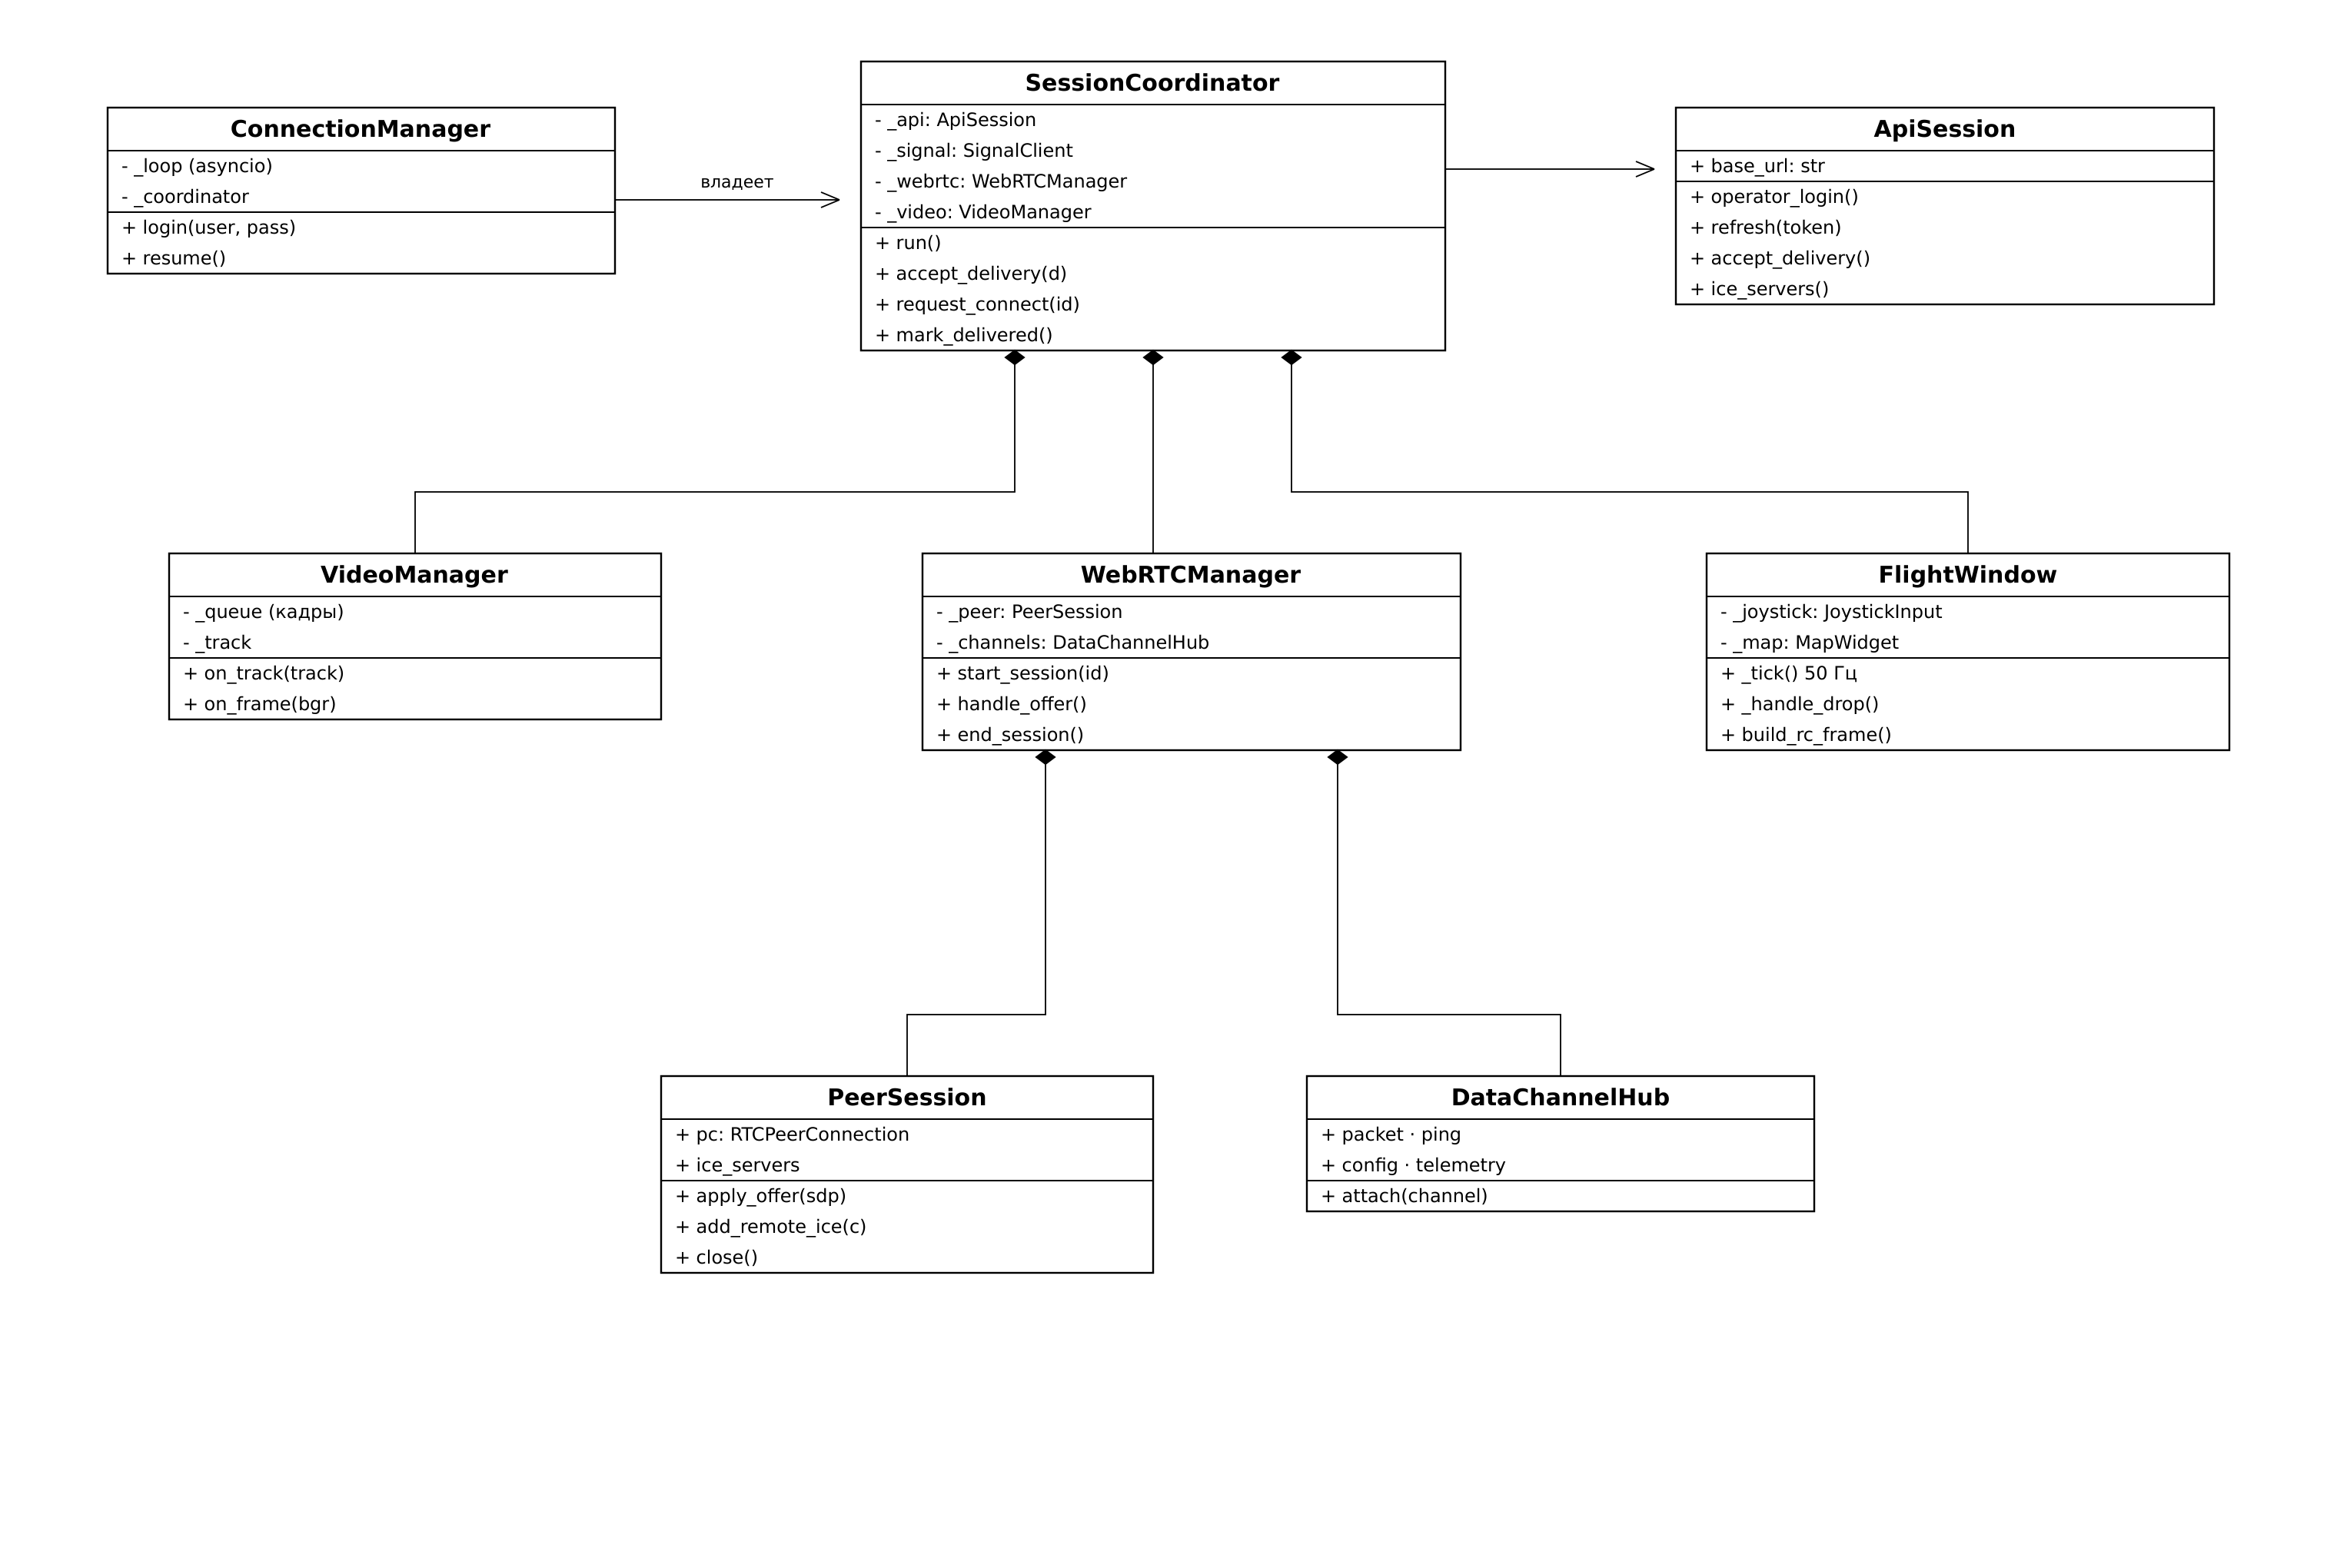 ConnectionManager
- _loop (asyncio)
- _coordinator
+ login(user, pass)
+ resume()
владеет
SessionCoordinator
- _api: ApiSession
- _signal: SignalClient
- _webrtc: WebRTCManager
- _video: VideoManager
+ run()
+ accept_delivery(d)
+ request_connect(id)
+ mark_delivered()
ApiSession
+ base_url: str
+ operator_login()
+ refresh(token)
+ accept_delivery()
+ ice_servers()
VideoManager
- _queue (кадры)
- _track
+ on_track(track)
+ on_frame(bgr)
WebRTCManager
- _peer: PeerSession
- _channels: DataChannelHub
+ start_session(id)
+ handle_offer()
+ end_session()
FlightWindow
- _joystick: JoystickInput
- _map: MapWidget
+ _tick() 50 Гц
+ _handle_drop()
+ build_rc_frame()
PeerSession
+ pc: RTCPeerConnection
+ ice_servers
+ apply_offer(sdp)
+ add_remote_ice(c)
+ close()
DataChannelHub
+ packet · ping
+ config · telemetry
+ attach(channel)